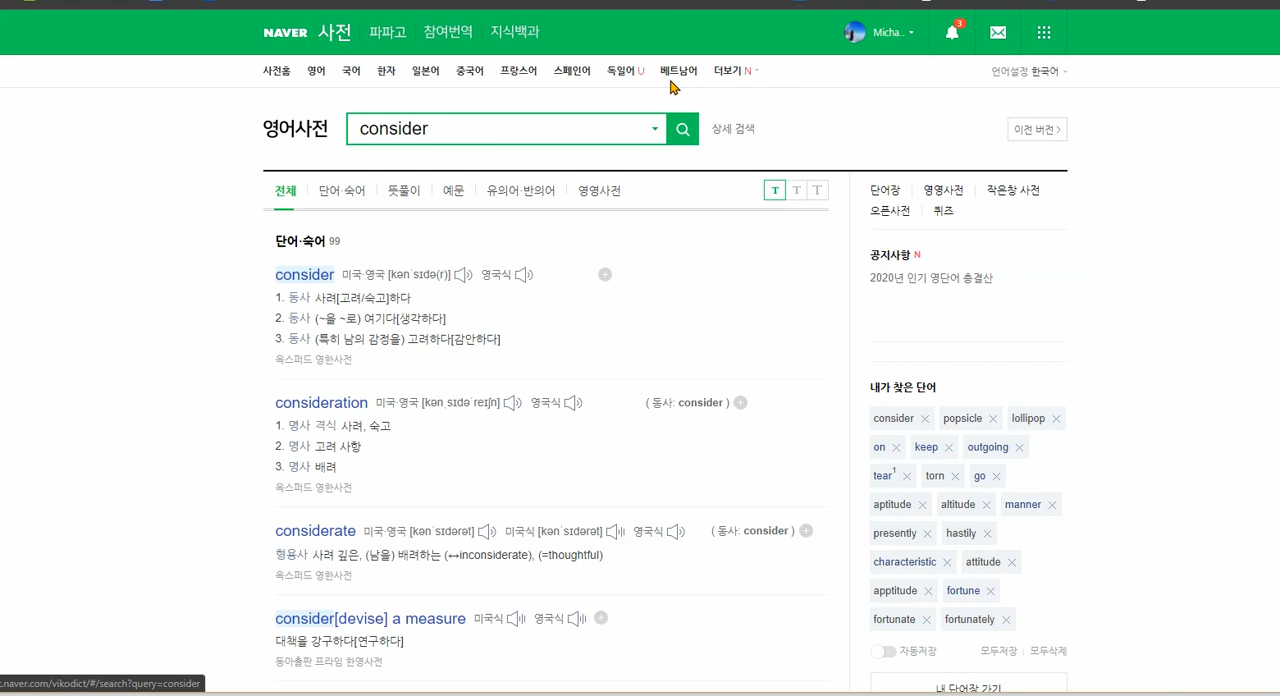 NAVER 사전 파파고 참여번역 지식백과 Micha.. 3
사전홈 영어 국어 한자 일본어 중국어 프랑스어 스페인어 독일어 U 베트남어 더보기 N 언어설정 한국어
영어사전 consider 상세 검색 이전 버전 >
전체 단어·숙어 뜻풀이 예문 유의어·반의어 영영사전 T T T
단어·숙어 99
consider 미국·영국 [kənˈsɪdə(r)] 영국식
1. 동사 사려[고려/숙고]하다
2. 동사 (~을 ~로) 여기다[생각하다]
3. 동사 (특히 남의 감정을) 고려하다[감안하다]
옥스퍼드 영한사전
consideration 미국·영국 [kənˌsɪdəˈreɪʃn] 영국식 ( 동사: consider )
1. 명사 격식 사려, 숙고
2. 명사 고려 사항
3. 명사 배려
옥스퍼드 영한사전
considerate 미국·영국 [kənˈsɪdərət] 미국식 [kənˈsɪdərət] 영국식 ( 동사: consider )
형용사 사려 깊은, (남을) 배려하는 (↔inconsiderate), (=thoughtful)
옥스퍼드 영한사전
consider[devise] a measure 미국식 영국식
대책을 강구하다[연구하다]
동아출판 프라임 한영사전
단어장 영영사전 작은창 사전
오픈사전 퀴즈
공지사항 N
2020년 인기 영단어 총결산
내가 찾은 단어
consider popsicle lollipop
on keep outgoing
tear¹ torn go
aptitude altitude manner
presently hastily
characteristic attitude
apptitude fortune
fortunate fortunately
자동저장 모두저장 모두삭제
내 단어장 가기
t.naver.com/vikodict/#/search?query=consider